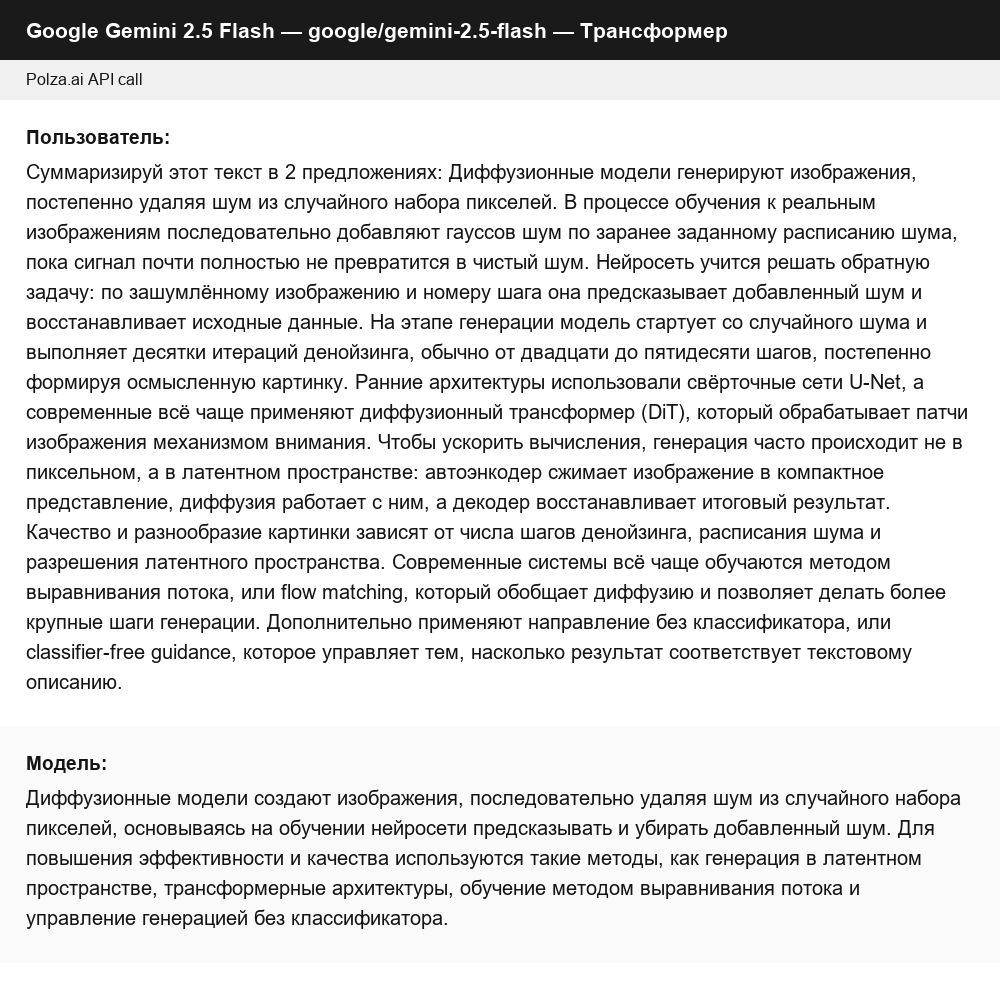 Google Gemini 2.5 Flash — google/gemini-2.5-flash — Трансформер
Polza.ai API call
Пользователь:
Суммаризируй этот текст в 2 предложениях: Диффузионные модели генерируют изображения,
постепенно удаляя шум из случайного набора пикселей. В процессе обучения к реальным
изображениям последовательно добавляют гауссов шум по заранее заданному расписанию шума,
пока сигнал почти полностью не превратится в чистый шум. Нейросеть учится решать обратную
задачу: по зашумлённому изображению и номеру шага она предсказывает добавленный шум и
восстанавливает исходные данные. На этапе генерации модель стартует со случайного шума и
выполняет десятки итераций денойзинга, обычно от двадцати до пятидесяти шагов, постепенно
формируя осмысленную картинку. Ранние архитектуры использовали свёрточные сети U-Net, а
современные всё чаще применяют диффузионный трансформер (DiT), который обрабатывает патчи
изображения механизмом внимания. Чтобы ускорить вычисления, генерация часто происходит не в
пиксельном, а в латентном пространстве: автоэнкодер сжимает изображение в компактное
представление, диффузия работает с ним, а декодер восстанавливает итоговый результат.
Качество и разнообразие картинки зависят от числа шагов денойзинга, расписания шума и
разрешения латентного пространства. Современные системы всё чаще обучаются методом
выравнивания потока, или flow matching, который обобщает диффузию и позволяет делать более
крупные шаги генерации. Дополнительно применяют направление без классификатора, или
classifier-free guidance, которое управляет тем, насколько результат соответствует текстовому
описанию.
Модель:
Диффузионные модели создают изображения, последовательно удаляя шум из случайного набора
пикселей, основываясь на обучении нейросети предсказывать и убирать добавленный шум. Для
повышения эффективности и качества используются такие методы, как генерация в латентном
пространстве, трансформерные архитектуры, обучение методом выравнивания потока и
управление генерацией без классификатора.